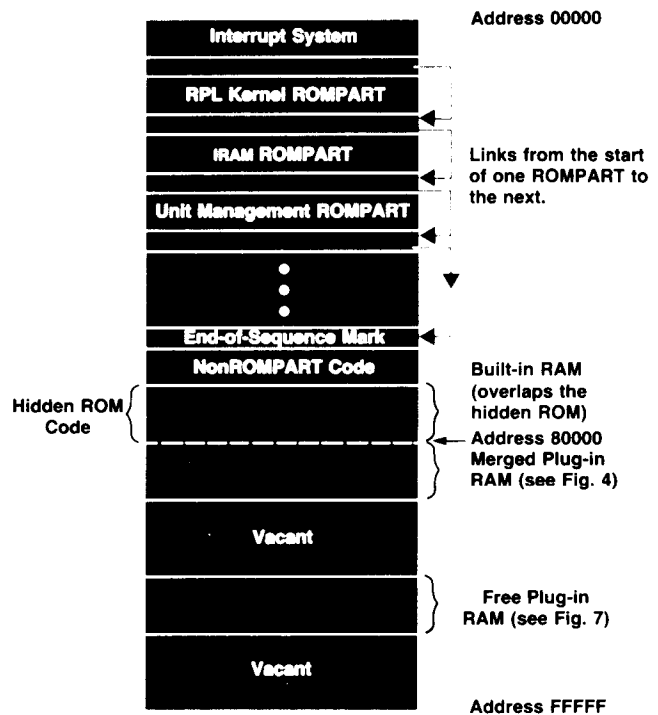 Address 00000
Interrupt System
RPL Kernel ROMPART
IRAM ROMPART
Links from the start
of one ROMPART to
the next.
Unit Management ROMPART
End-of-Sequence Mark
NonROMPART Code
Built-in RAM
(overlaps the
hidden ROM)
Hidden ROM
Code
Address 80000
Merged Plug-in
RAM (see Fig. 4)
Vacant
Free Plug-in
RAM (see Fig. 7)
Vacant
Address FFFFF